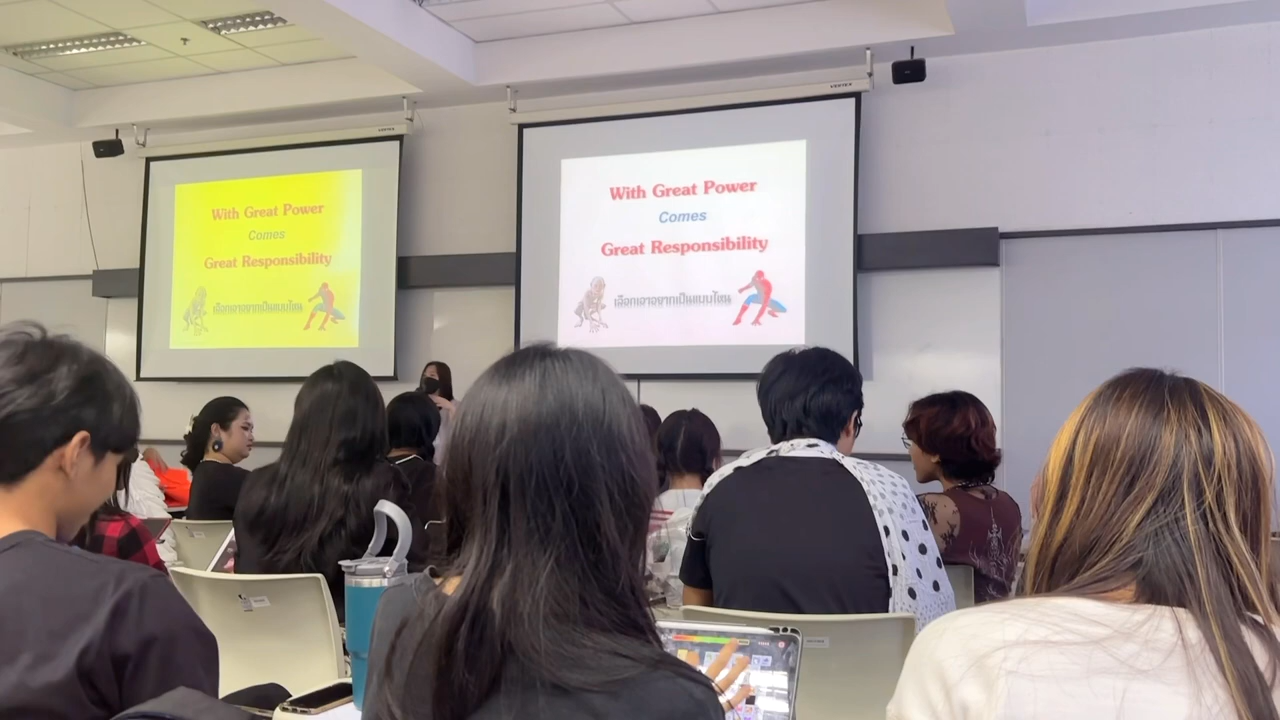 VERTEX
VERTEX
With Great Power
Comes
Great Responsibility
เลือกเอาอยากเป็นแบบไหน
With Great Power
Comes
Great Responsibility
เลือกเอาอยากเป็นแบบไหน